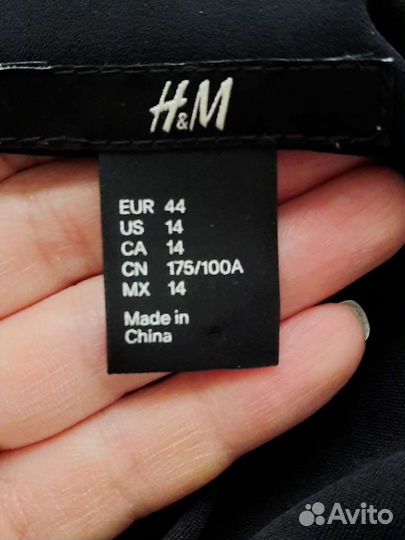 H&M
EUR 44
US 14
CA 14
CN 175/100A
MX 14
Made in
China
Avito